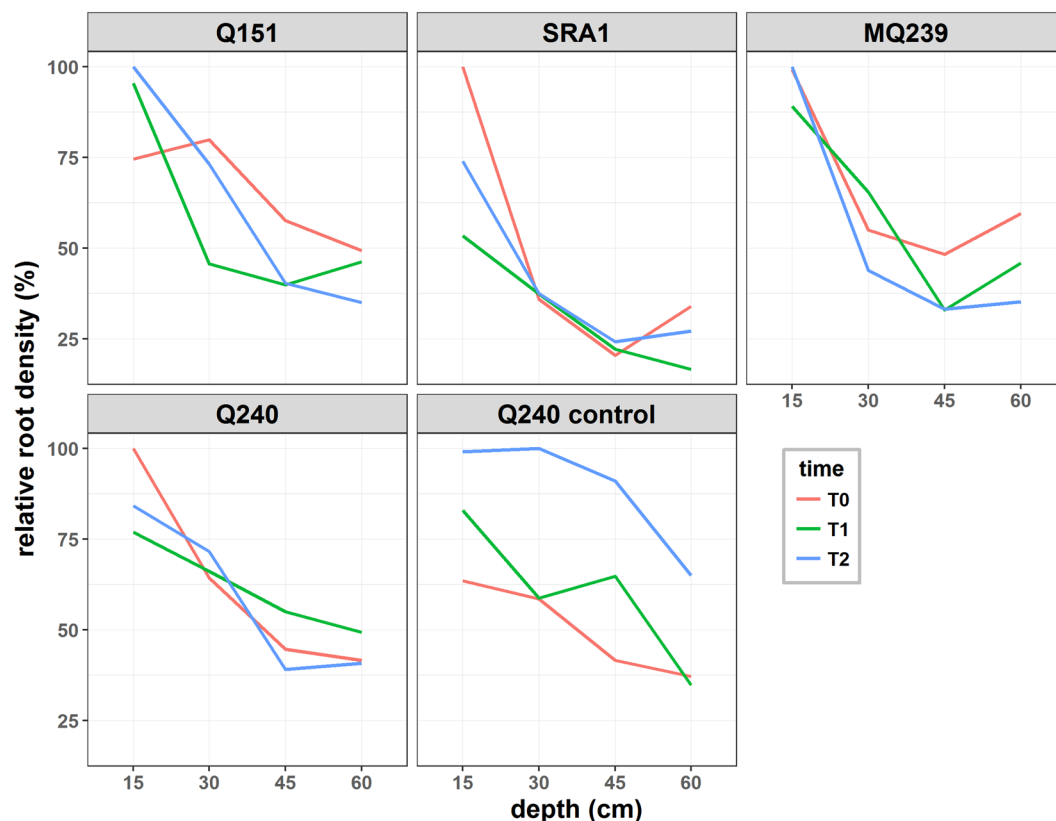 Q151
SRA1
MQ239
relative root density (%)
100
75
50
25
15
30
45
60
Q240
Q240 control
100
75
50
25
time
T0
T1
T2
15
30
45
60
15
30
45
60
depth (cm)